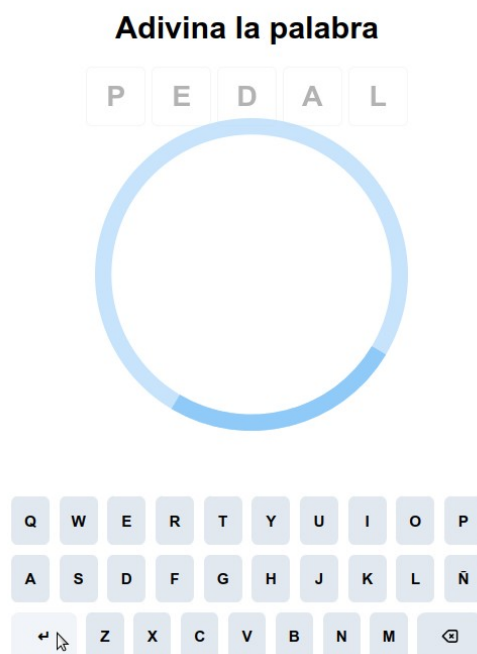 Adivina la palabra
P E D A L
Q W E R T Y U I O P
A S D F G H J K L Ñ
↵ Z X C V B N M ⌫